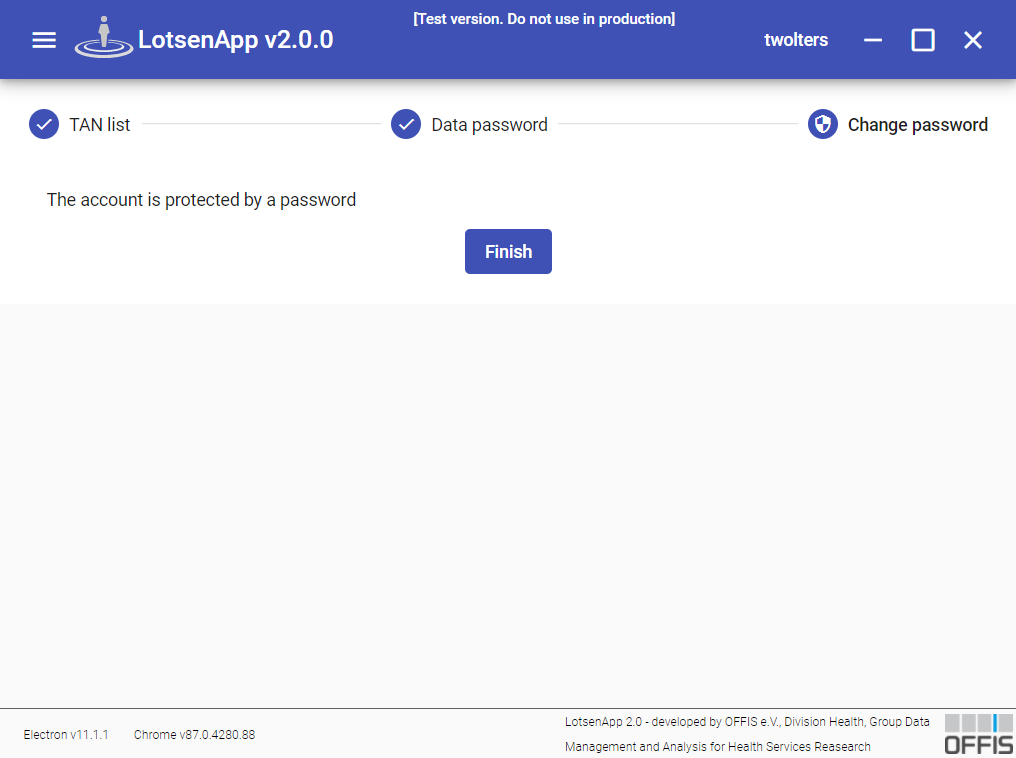 [Test version. Do not use in production]
LotsenApp v2.0.0
twolters
TAN list
Data password
Change password
The account is protected by a password
Finish
Electron v11.1.1
Chrome v87.0.4280.88
LotsenApp 2.0 - developed by OFFIS e.V., Division Health, Group Data
Management and Analysis for Health Services Reasearch
OFFIS